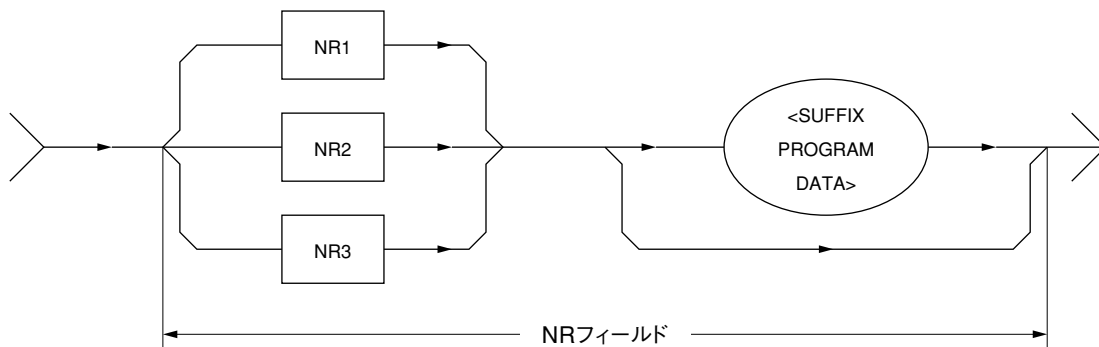 NR1
NR2
NR3
<SUFFIX
PROGRAM
DATA>
NRフィールド